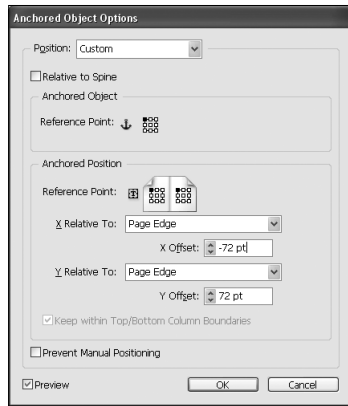 Anchored Object Options
Position: Custom
Relative to Spine
Anchored Object
Reference Point:
Anchored Position
Reference Point:
X Relative To: Page Edge
X Offset: -72 pt
Y Relative To: Page Edge
Y Offset: 72 pt
Keep within Top/Bottom Column Boundaries
Prevent Manual Positioning
Preview OK Cancel